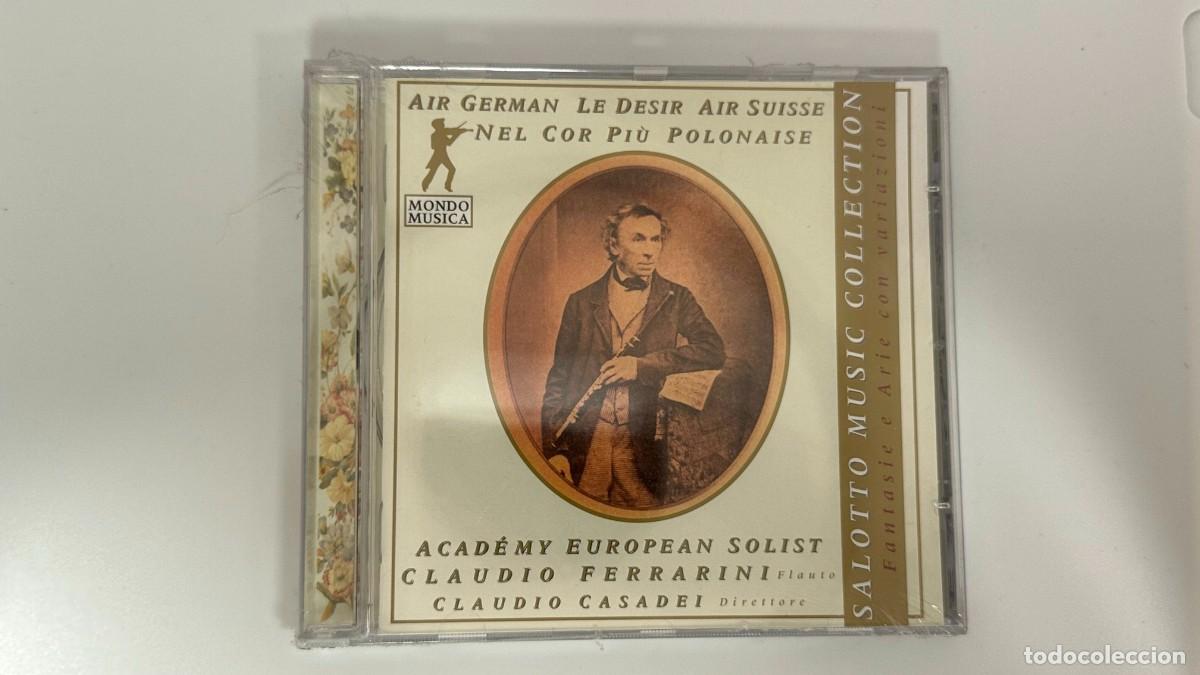 AIR GERMAN LE DESIR AIR SUISSE
NEL COR PIÙ POLONAISE
MONDO
MUSICA
ACADÉMY EUROPEAN SOLIST
CLAUDIO FERRARINI Flauto
CLAUDIO CASADEI Direttore
SALOTTO MUSIC COLLECTION
Fantasie e Arie con variazioni
todocoleccion